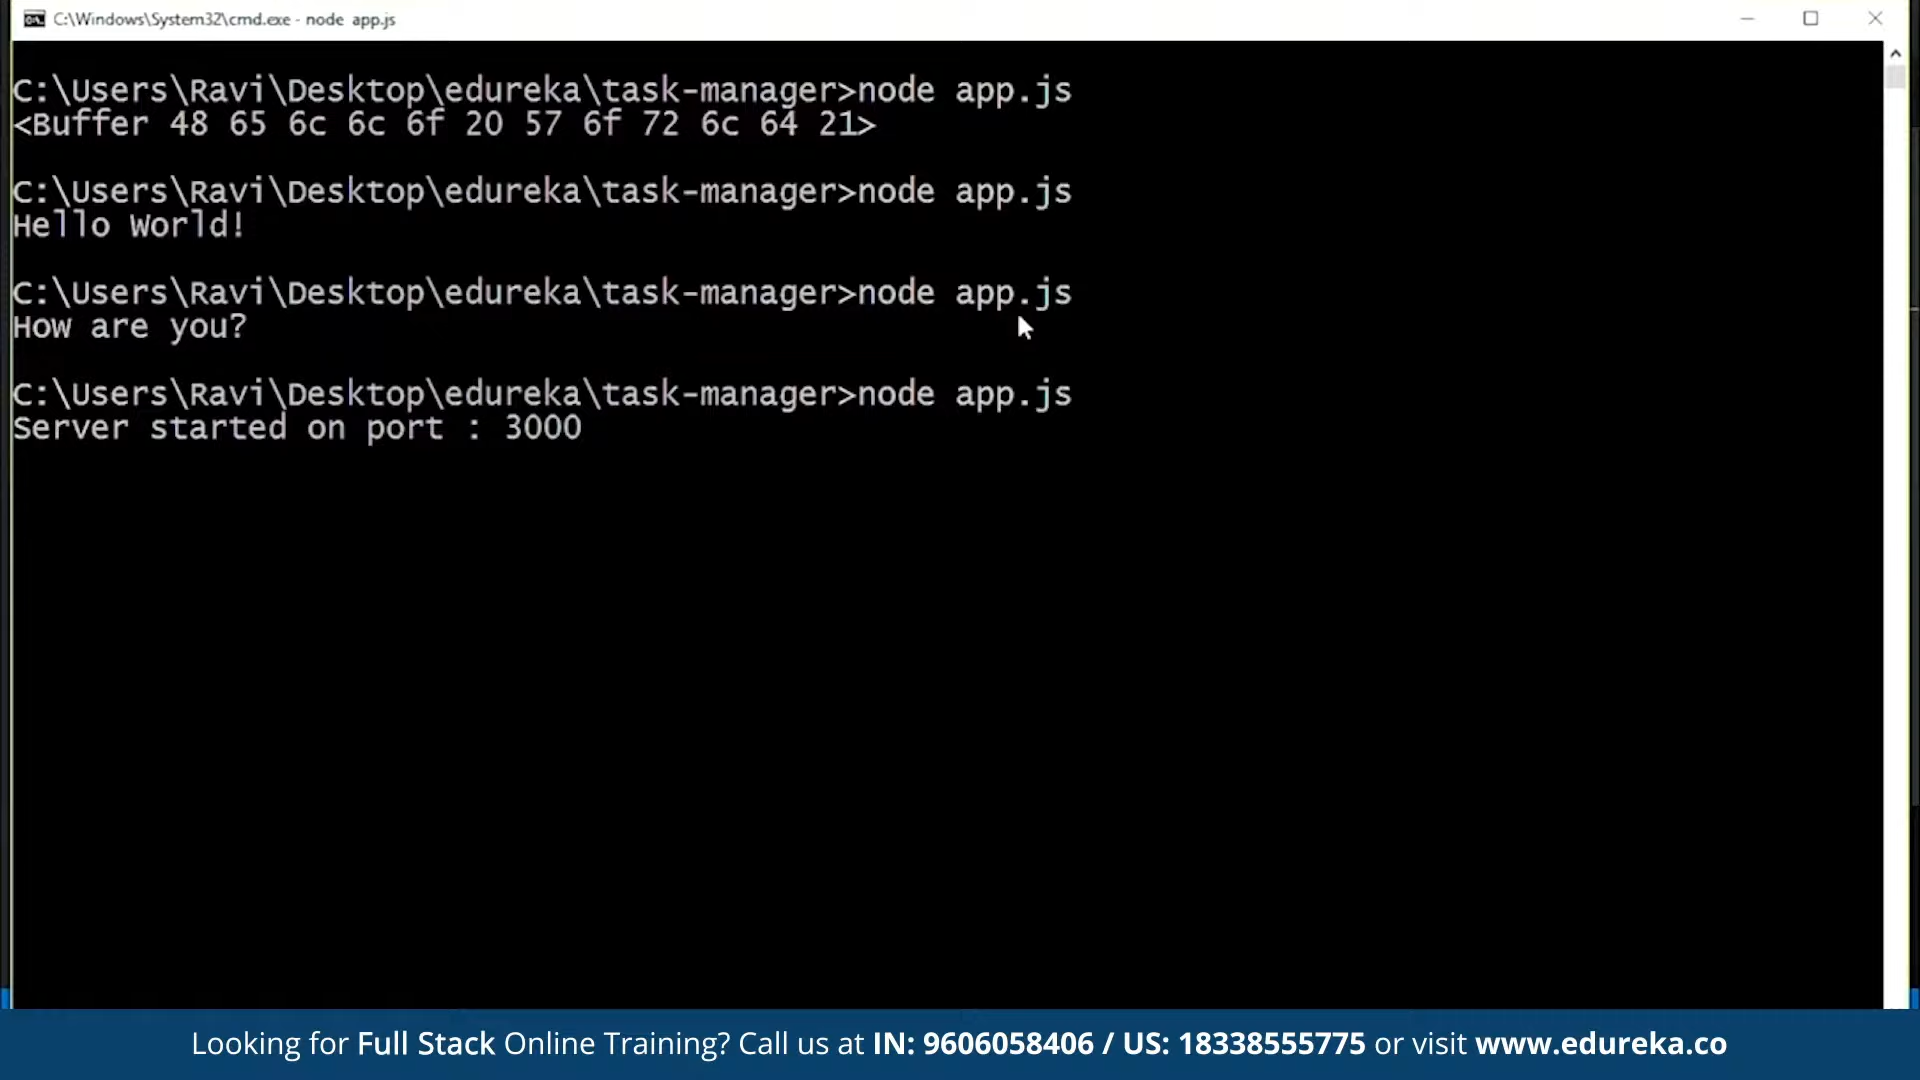 C:\Windows\System32\cmd.exe - node app.js
C:\Users\Ravi\Desktop\edureka\task-manager>node app.js
<Buffer 48 65 6c 6c 6f 20 57 6f 72 6c 64 21>
C:\Users\Ravi\Desktop\edureka\task-manager>node app.js
Hello World!
C:\Users\Ravi\Desktop\edureka\task-manager>node app.js
How are you?
C:\Users\Ravi\Desktop\edureka\task-manager>node app.js
Server started on port : 3000
Looking for Full Stack Online Training? Call us at IN: 9606058406 / US: 18338555775 or visit www.edureka.co